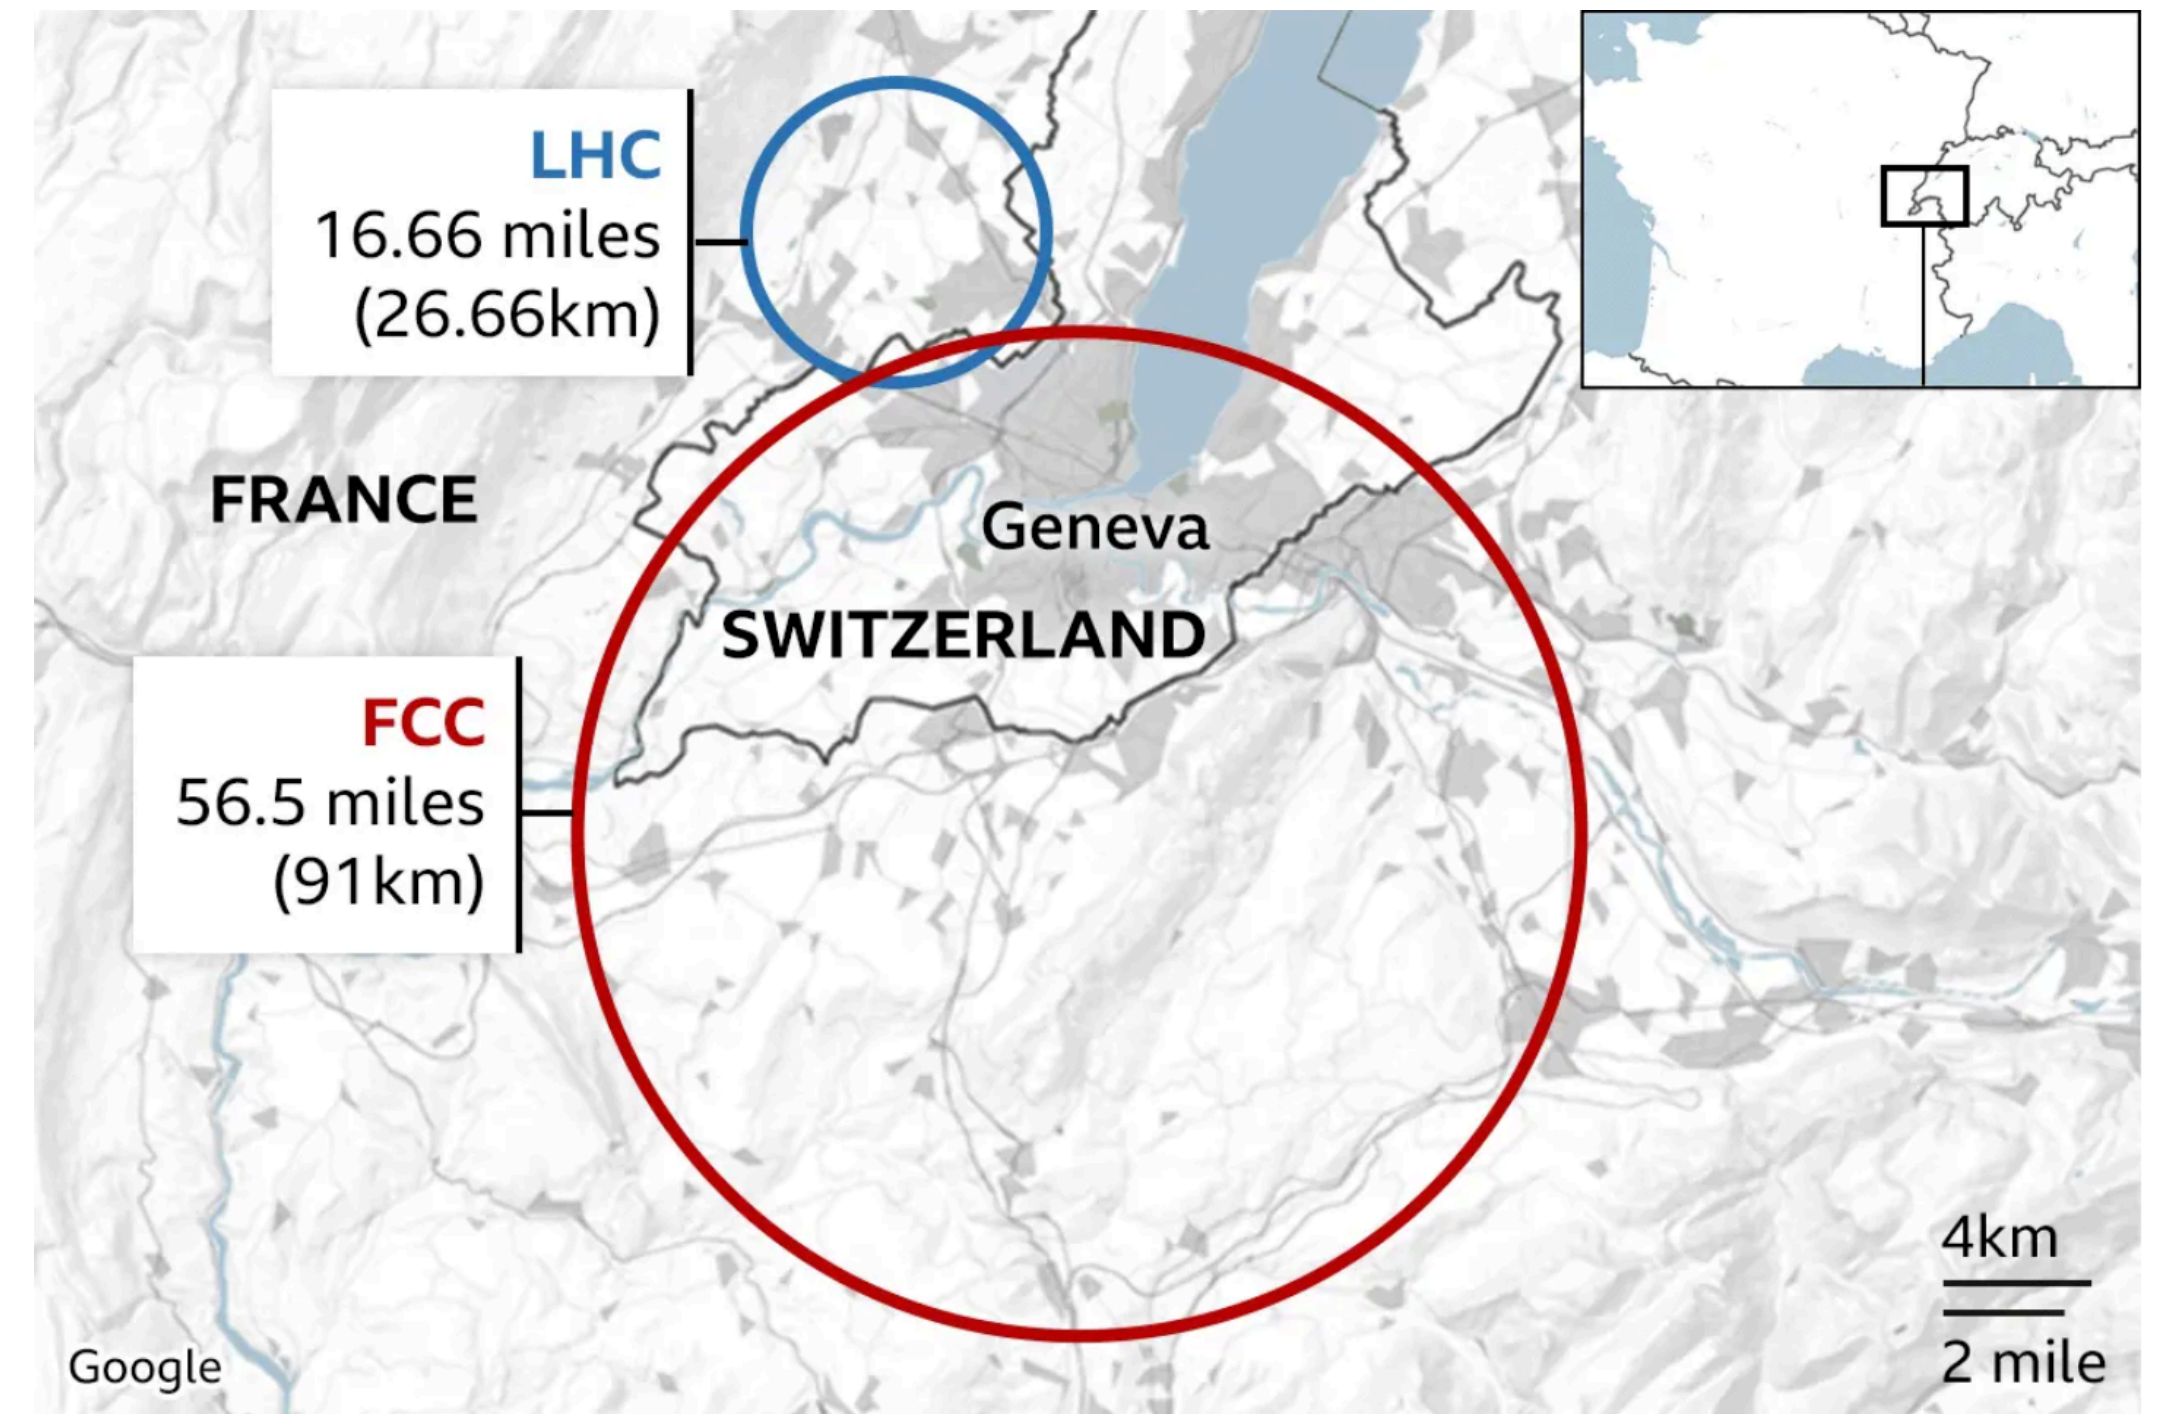 LHC
16.66 miles
(26.66km)
FRANCE
Geneva
SWITZERLAND
FCC
56.5 miles
(91km)
4km
2 mile
Google